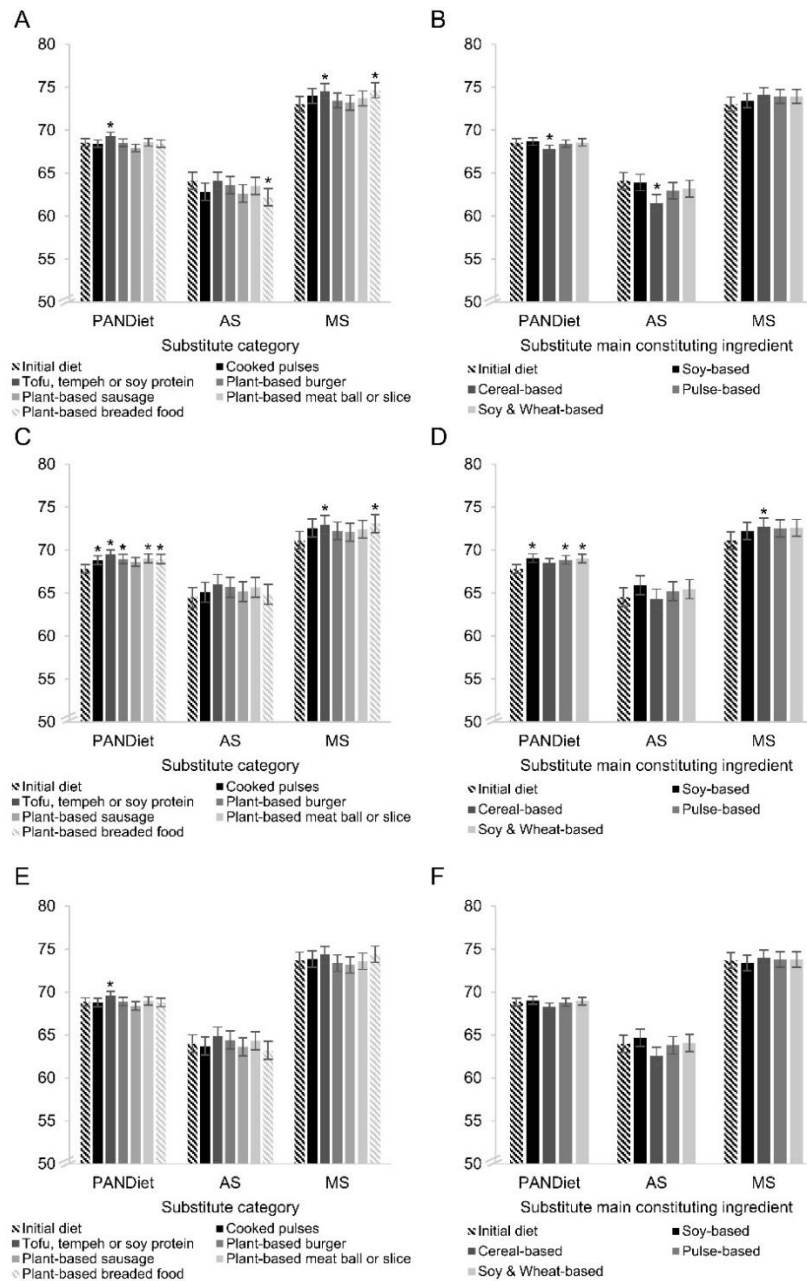 A
80
75
70
65
60
55
50
* * * *
PANDiet AS MS
Substitute category
Initial diet Cooked pulses
Tofu, tempeh or soy protein Plant-based burger
Plant-based sausage Plant-based meat ball or slice
Plant-based breaded food
B
80
75
70
65
60
55
50
* *
PANDiet AS MS
Substitute main constituting ingredient
Initial diet Soy-based
Cereal-based Pulse-based
Soy & Wheat-based
C
80
75
70
65
60
55
50
* * * * * * *
PANDiet AS MS
Substitute category
Initial diet Cooked pulses
Tofu, tempeh or soy protein Plant-based burger
Plant-based sausage Plant-based meat ball or slice
Plant-based breaded food
D
80
75
70
65
60
55
50
* * * *
PANDiet AS MS
Substitute main constituting ingredient
Initial diet Soy-based
Cereal-based Pulse-based
Soy & Wheat-based
E
80
75
70
65
60
55
50
*
PANDiet AS MS
Substitute category
Initial diet Cooked pulses
Tofu, tempeh or soy protein Plant-based burger
Plant-based sausage Plant-based meat ball or slice
Plant-based breaded food
F
80
75
70
65
60
55
50
PANDiet AS MS
Substitute main constituting ingredient
Initial diet Soy-based
Cereal-based Pulse-based
Soy & Wheat-based